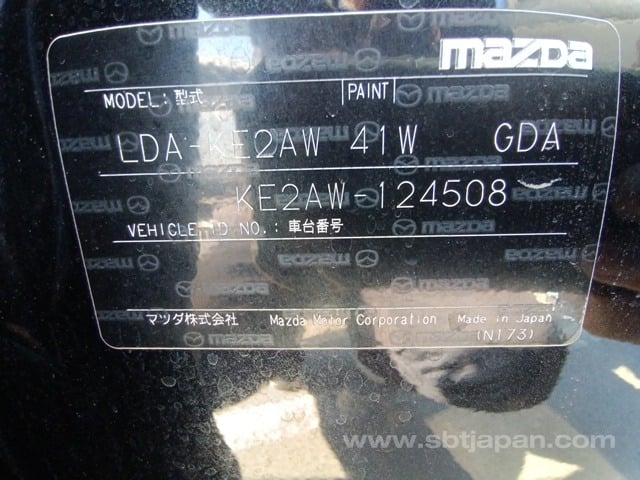 mazda
MODEL: 型式 PAINT
LDA-KE2AW 41W GDA
KE2AW-124508
VEHICLE ID NO.: 車台番号
マツダ株式会社 Mazda Motor Corporation Made in Japan
(N173)
www.sbtjapan.com